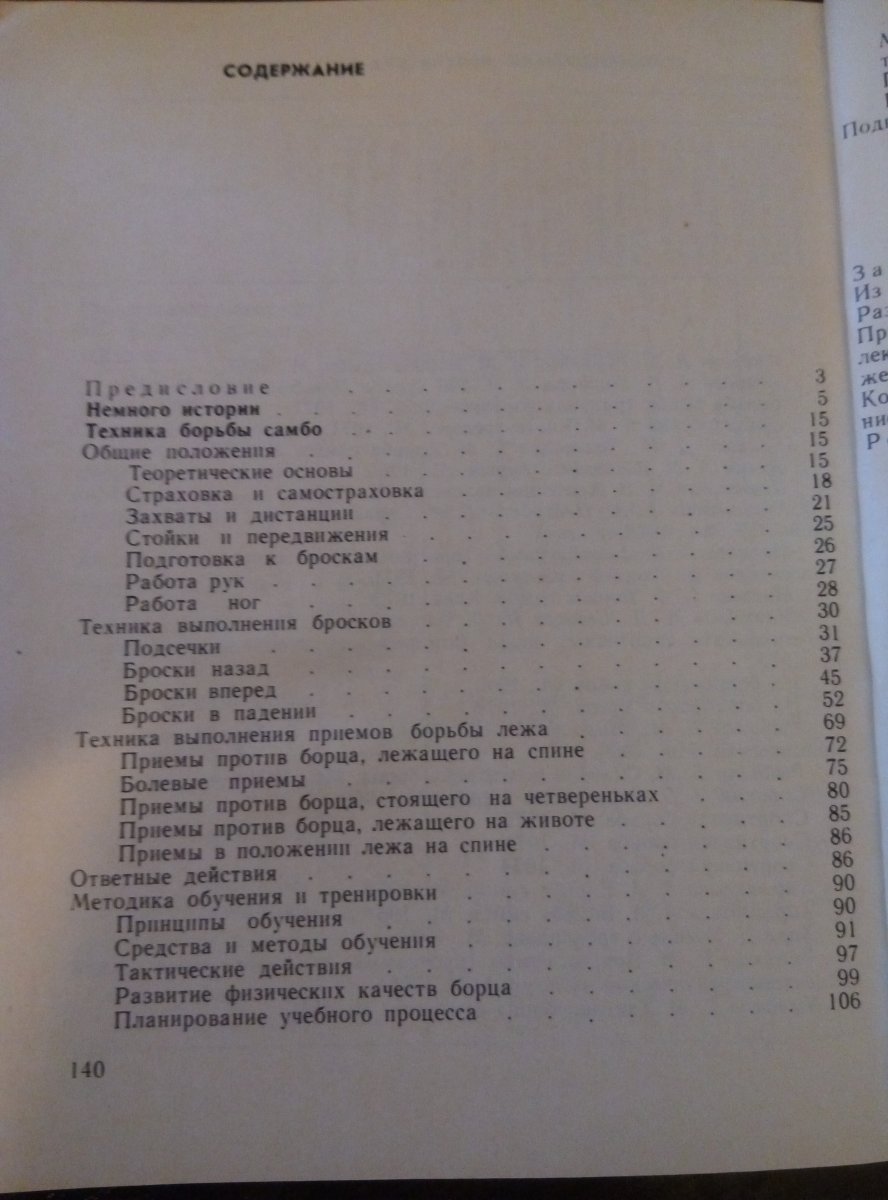 СОДЕРЖАНИЕ
Предисловие . . . . . . . . . . . . 3
Немного истории . . . . . . . . . . . . 5
Техника борьбы самбо . . . . . . . . . . . . 15
Общие положения . . . . . . . . . . . . 15
Теоретические основы . . . . . . . . . . . 15
Страховка и самостраховка . . . . . . . . . 18
Захваты и дистанции . . . . . . . . . . . 21
Стойки и передвижения . . . . . . . . . . 25
Подготовка к броскам . . . . . . . . . . 26
Работа рук . . . . . . . . . . . . . 27
Работа ног . . . . . . . . . . . . . 28
Техника выполнения бросков . . . . . . . . . . 30
Подсечки . . . . . . . . . . . . . . 31
Броски назад . . . . . . . . . . . . . 37
Броски вперед . . . . . . . . . . . . . 45
Броски в падении . . . . . . . . . . . . 52
Техника выполнения приемов борьбы лежа . . . . . . 69
Приемы против борца, лежащего на спине . . . . . 72
Болевые приемы . . . . . . . . . . . . 75
Приемы против борца, стоящего на четвереньках . . . 80
Приемы против борца, лежащего на животе . . . . . 85
Приемы в положении лежа на спине . . . . . . . 86
Ответные действия . . . . . . . . . . . . . 86
Методика обучения и тренировки . . . . . . . . . 90
Принципы обучения . . . . . . . . . . . 90
Средства и методы обучения . . . . . . . . . 91
Тактические действия . . . . . . . . . . . 97
Развитие физических качеств борца . . . . . . . 99
Планирование учебного процесса . . . . . . . . 106
140
За
Из
Раз
Пр
лек
же
Ко